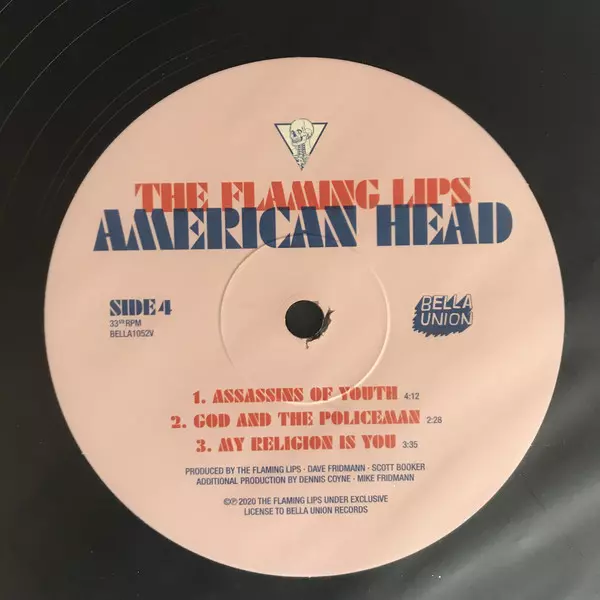 THE FLAMING LIPS
AMERICAN HEAD
SIDE 4
33⅓ RPM
BELLA1052V
BELLA
UNION
1. ASSASSINS OF YOUTH 4:12
2. GOD AND THE POLICEMAN 2:28
3. MY RELIGION IS YOU 3:35
PRODUCED BY THE FLAMING LIPS · DAVE FRIDMANN · SCOTT BOOKER
ADDITIONAL PRODUCTION BY DENNIS COYNE · MIKE FRIDMANN
©℗ 2020 THE FLAMING LIPS UNDER EXCLUSIVE
LICENSE TO BELLA UNION RECORDS